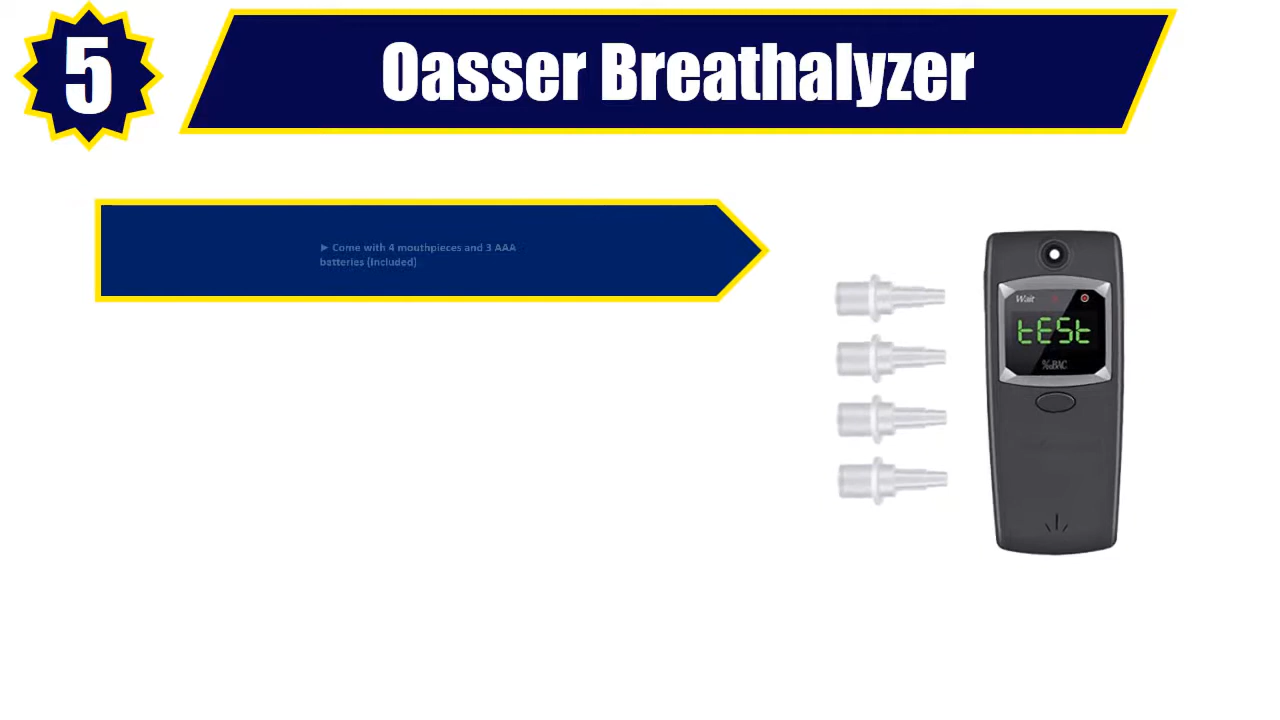 5
Oasser Breathalyzer
► Come with 4 mouthpieces and 3 AAA
batteries (included)
Wait
tESt
%BAC